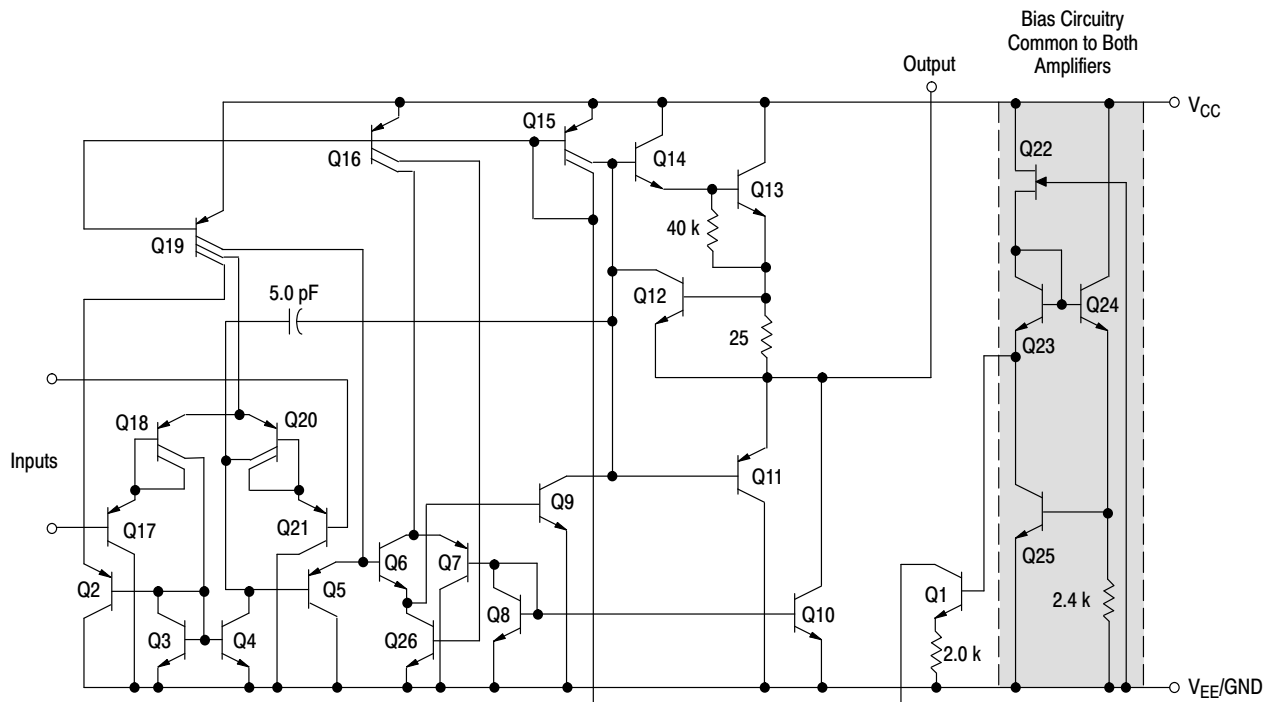 Bias Circuitry
Common to Both
Amplifiers
Output
VCC
Q15
Q22
Q16
Q14
Q13
Q19
40 k
5.0 pF
Q12
Q24
25
Q23
Q18
Q20
Inputs
Q11
Q9
Q17
Q21
Q6
Q7
Q25
Q2
Q5
Q1
2.4 k
Q3
Q4
Q8
Q10
Q26
2.0 k
VEE/GND